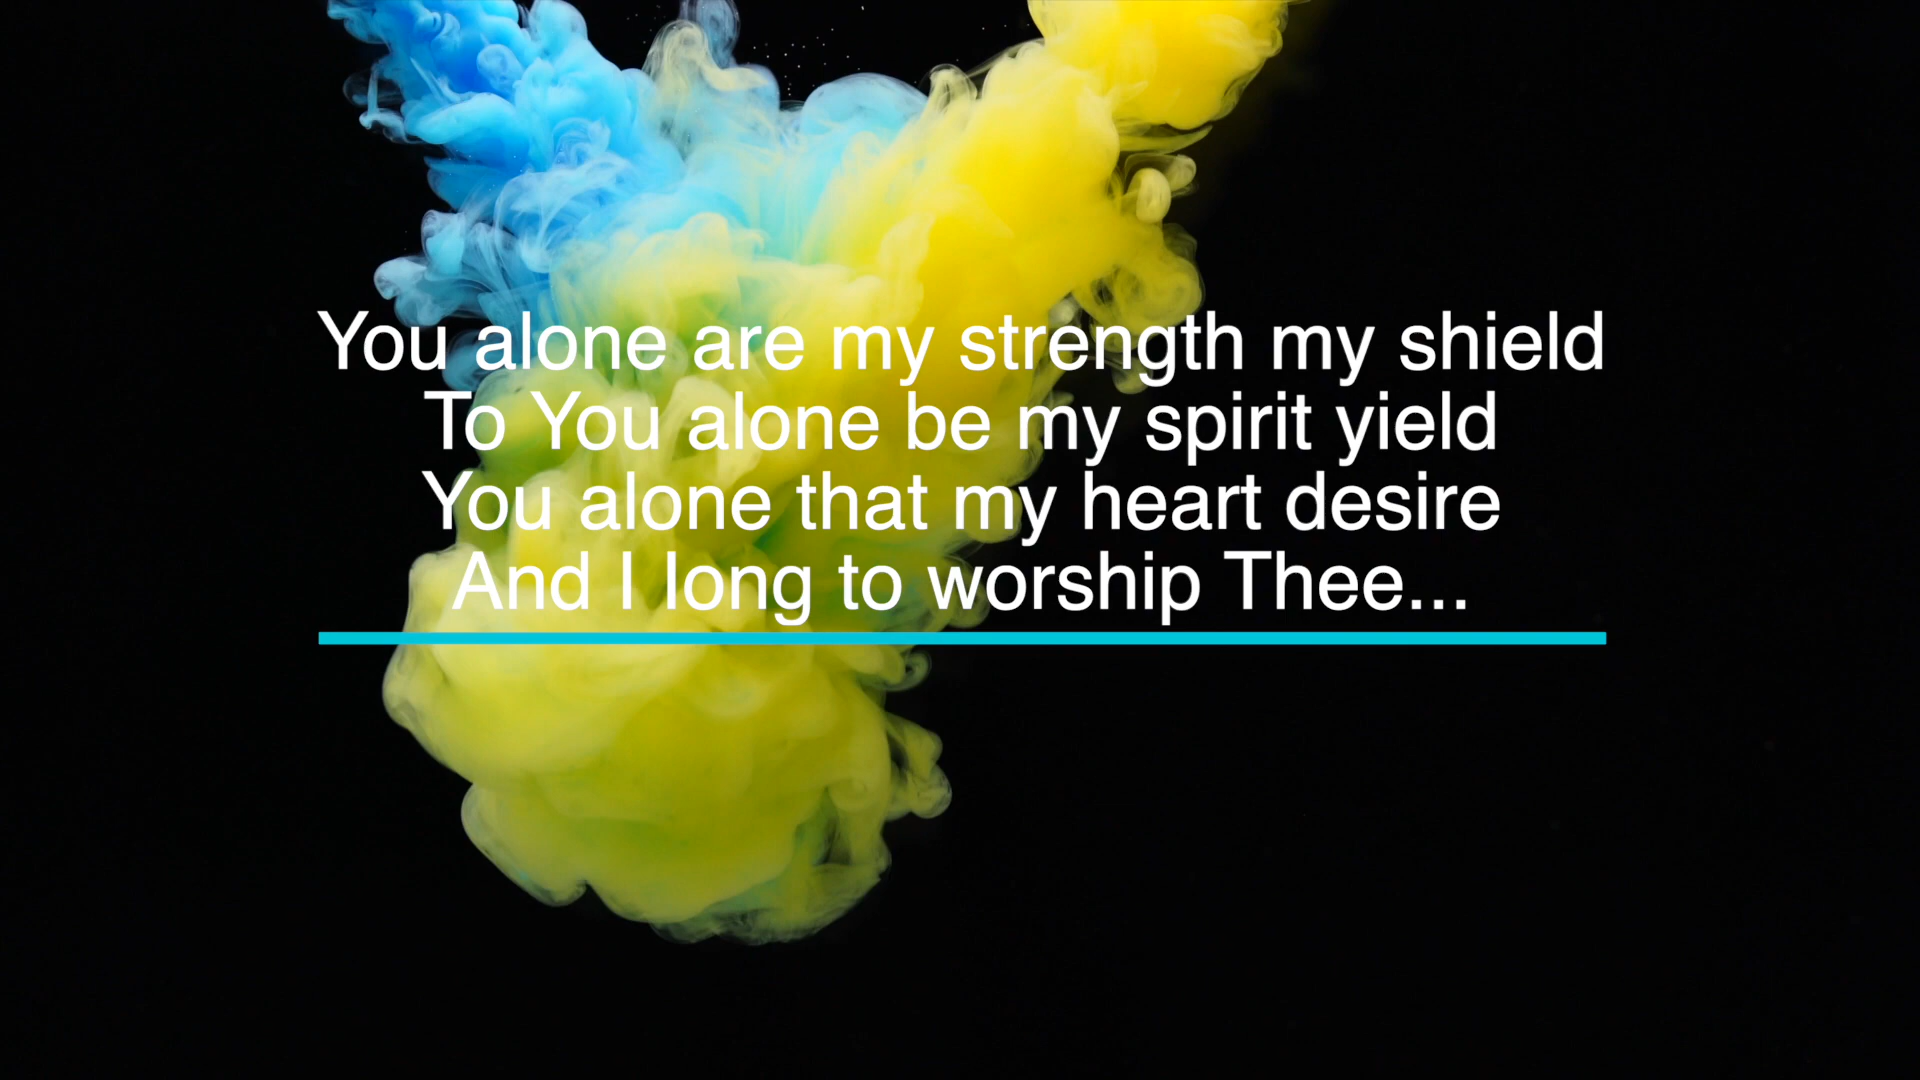 You alone are my strength my shield
To You alone be my spirit yield
You alone that my heart desire
And I long to worship Thee...